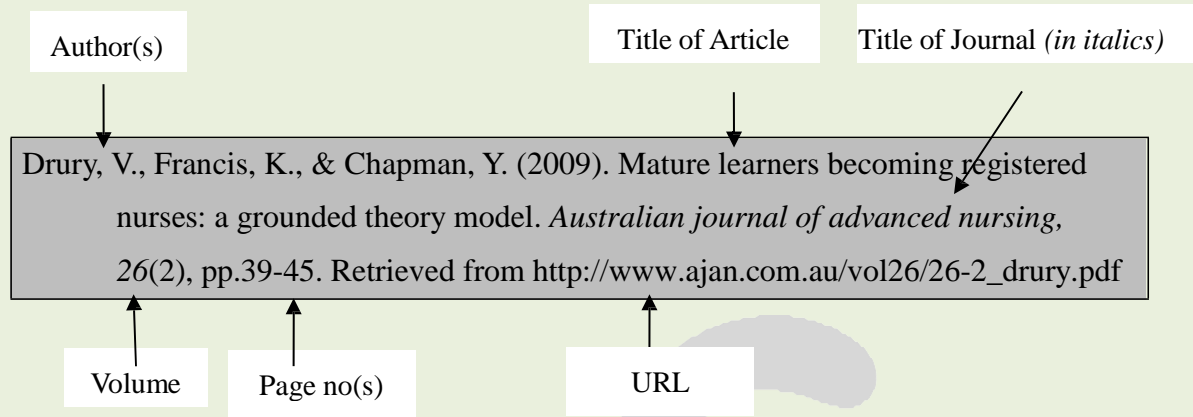 Author(s)
Title of Article
Title of Journal (in italics)
Drury, V., Francis, K., & Chapman, Y. (2009). Mature learners becoming registered
nurses: a grounded theory model. Australian journal of advanced nursing,
26(2), pp.39-45. Retrieved from http://www.ajan.com.au/vol26/26-2_drury.pdf
Volume
Page no(s)
URL